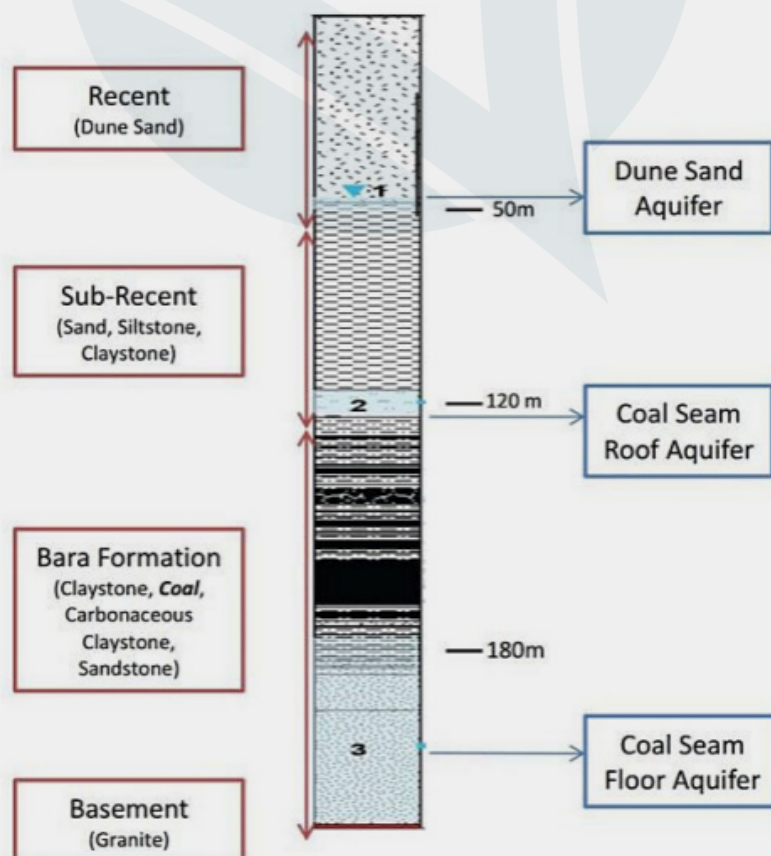 Recent
(Dune Sand)
Sub-Recent
(Sand, Siltstone,
Claystone)
Bara Formation
(Claystone, Coal,
Carbonaceous
Claystone,
Sandstone)
Basement
(Granite)
1
50m
2
120 m
180m
3
Dune Sand
Aquifer
Coal Seam
Roof Aquifer
Coal Seam
Floor Aquifer